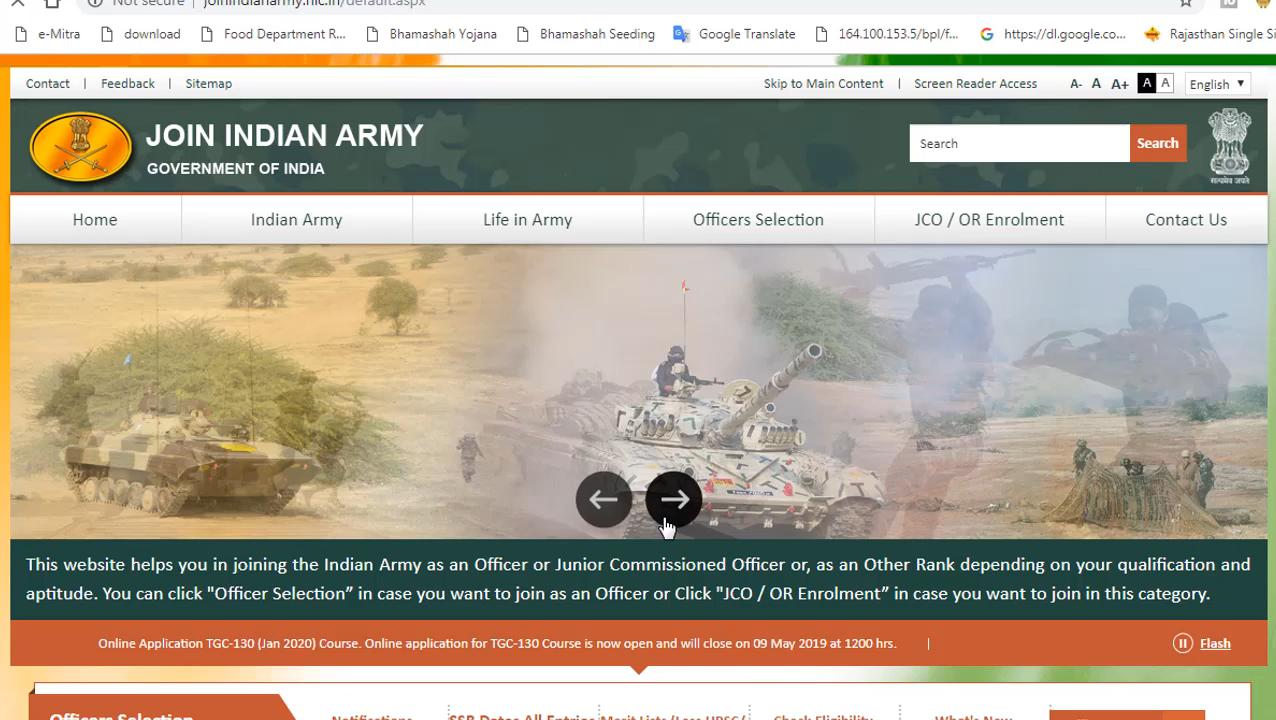 Not secure | joinindianarmy.nic.in/default.aspx
e-Mitra download Food Department R... Bhamashah Yojana Bhamashah Seeding Google Translate 164.100.153.5/bpl/f... https://dl.google.co... Rajasthan Single Si
Contact | Feedback | Sitemap Skip to Main Content | Screen Reader Access A- A A+ A A English ▼
JOIN INDIAN ARMY
GOVERNMENT OF INDIA
Search Search
सत्यमेव जयते
Home Indian Army Life in Army Officers Selection JCO / OR Enrolment Contact Us
This website helps you in joining the Indian Army as an Officer or Junior Commissioned Officer or, as an Other Rank depending on your qualification and
aptitude. You can click "Officer Selection” in case you want to join as an Officer or Click "JCO / OR Enrolment” in case you want to join in this category.
Online Application TGC-130 (Jan 2020) Course. Online application for TGC-130 Course is now open and will close on 09 May 2019 at 1200 hrs. | Flash
Officers Selection Notifications SSB Dates All Entries Merit Lists (Less UPSC/ Check Eligibility What's New